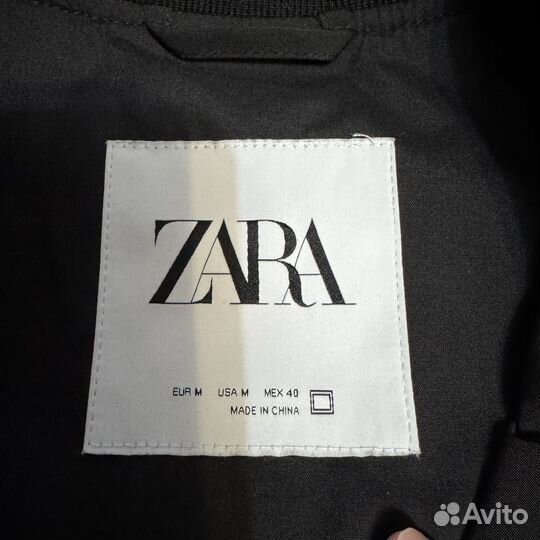 ZARA
EUR M USA M MEX 40
MADE IN CHINA
Avito